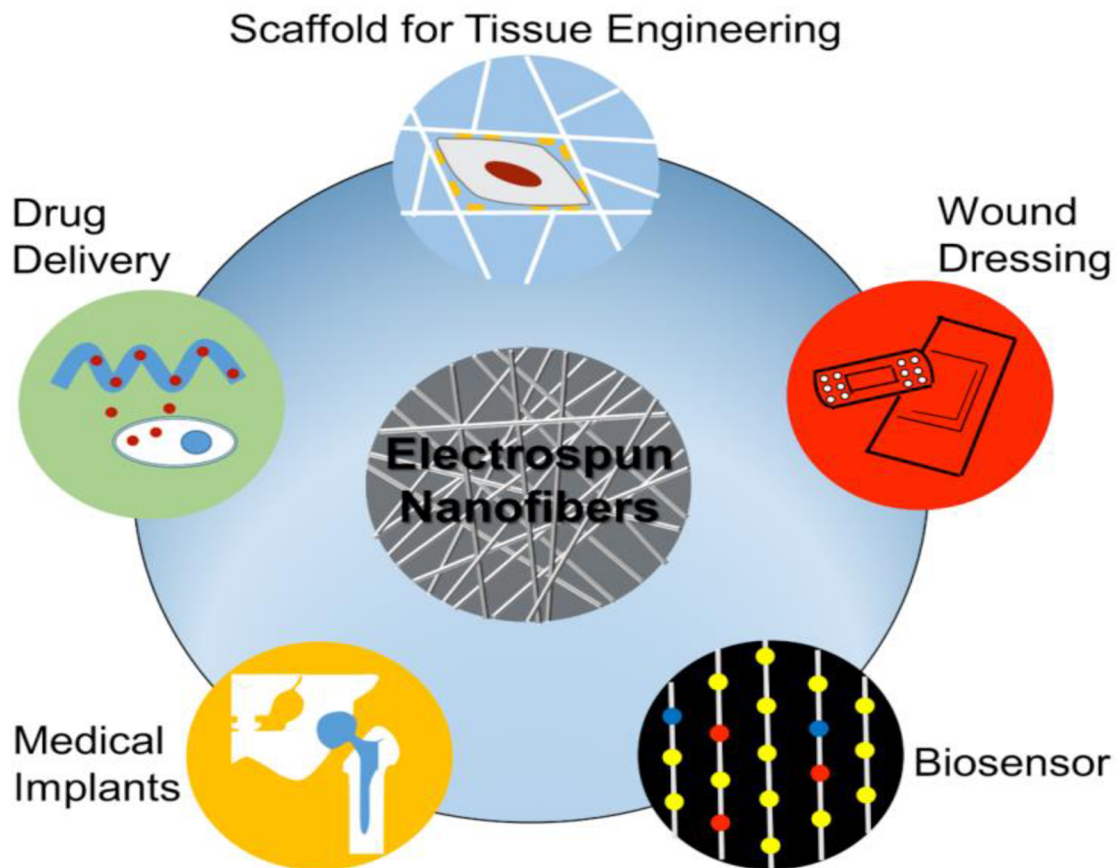 Scaffold for Tissue Engineering
Drug
Delivery
Wound
Dressing
Electrospun
Nanofibers
Medical
Implants
Biosensor